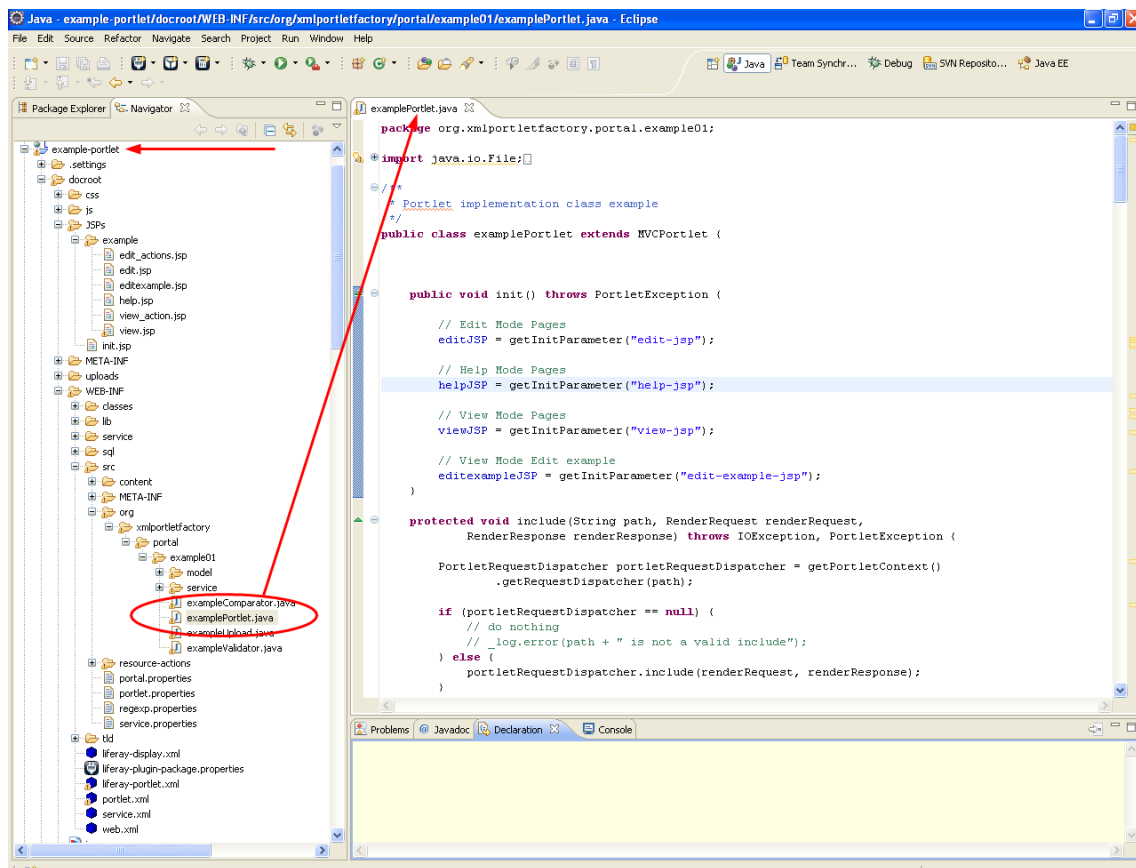 Java - example-portlet/docroot/WEB-INF/src/org/xmlportletfactory/portal/example01/examplePortlet.java - Eclipse
File Edit Source Refactor Navigate Search Project Run Window Help
Java Team Synchr... Debug SVN Reposito... Java EE
Package Explorer Navigator
example-portlet
.settings
docroot
css
js
JSPs
example
edit_actions.jsp
edit.jsp
editexample.jsp
help.jsp
view_action.jsp
view.jsp
init.jsp
META-INF
uploads
WEB-INF
classes
lib
service
sql
src
content
META-INF
org
xmlportletfactory
portal
example01
model
service
exampleComparator.java
examplePortlet.java
exampleUpload.java
exampleValidator.java
resource-actions
portal.properties
portlet.properties
regexp.properties
service.properties
tld
liferay-display.xml
liferay-plugin-package.properties
liferay-portlet.xml
portlet.xml
service.xml
web.xml
examplePortlet.java
package org.xmlportletfactory.portal.example01;
import java.io.File;
/**
* Portlet implementation class example
*/
public class examplePortlet extends MVCPortlet {
public void init() throws PortletException {
// Edit Mode Pages
editJSP = getInitParameter("edit-jsp");
// Help Mode Pages
helpJSP = getInitParameter("help-jsp");
// View Mode Pages
viewJSP = getInitParameter("view-jsp");
// View Mode Edit example
editexampleJSP = getInitParameter("edit-example-jsp");
}
protected void include(String path, RenderRequest renderRequest,
RenderResponse renderResponse) throws IOException, PortletException {
PortletRequestDispatcher portletRequestDispatcher = getPortletContext()
.getRequestDispatcher(path);
if (portletRequestDispatcher == null) {
// do nothing
// _log.error(path + " is not a valid include");
} else {
portletRequestDispatcher.include(renderRequest, renderResponse);
}
Problems @ Javadoc Declaration Console